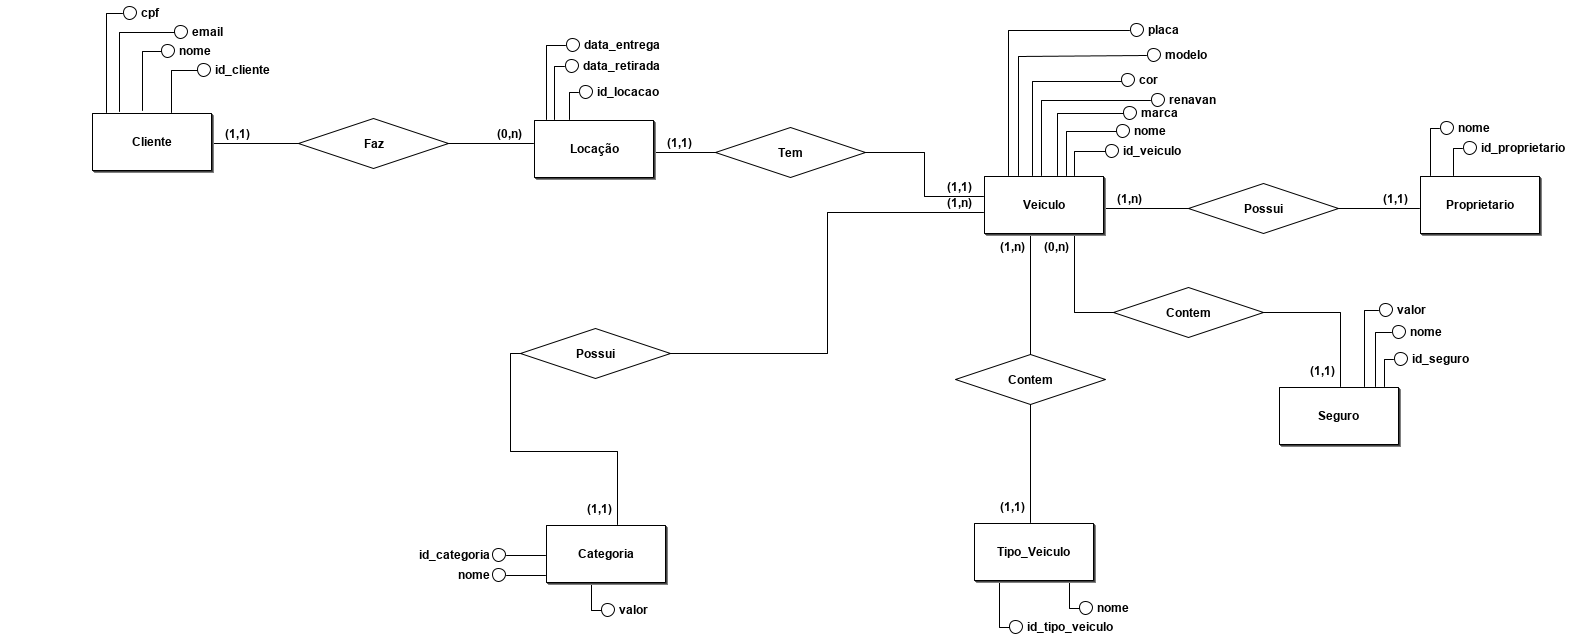 cpf
email
nome
id_cliente
Cliente
(1,1)
Faz
(0,n)
data_entrega
data_retirada
id_locacao
Locação
(1,1)
Tem
(1,1)
(1,n)
placa
modelo
cor
renavan
marca
nome
id_veiculo
Veiculo
(1,n)
Possui
(1,1)
nome
id_proprietario
Proprietario
(1,n)
(0,n)
Contem
valor
nome
id_seguro
(1,1)
Seguro
Possui
Contem
(1,1)
id_categoria
nome
Categoria
valor
(1,1)
Tipo_Veiculo
nome
id_tipo_veiculo